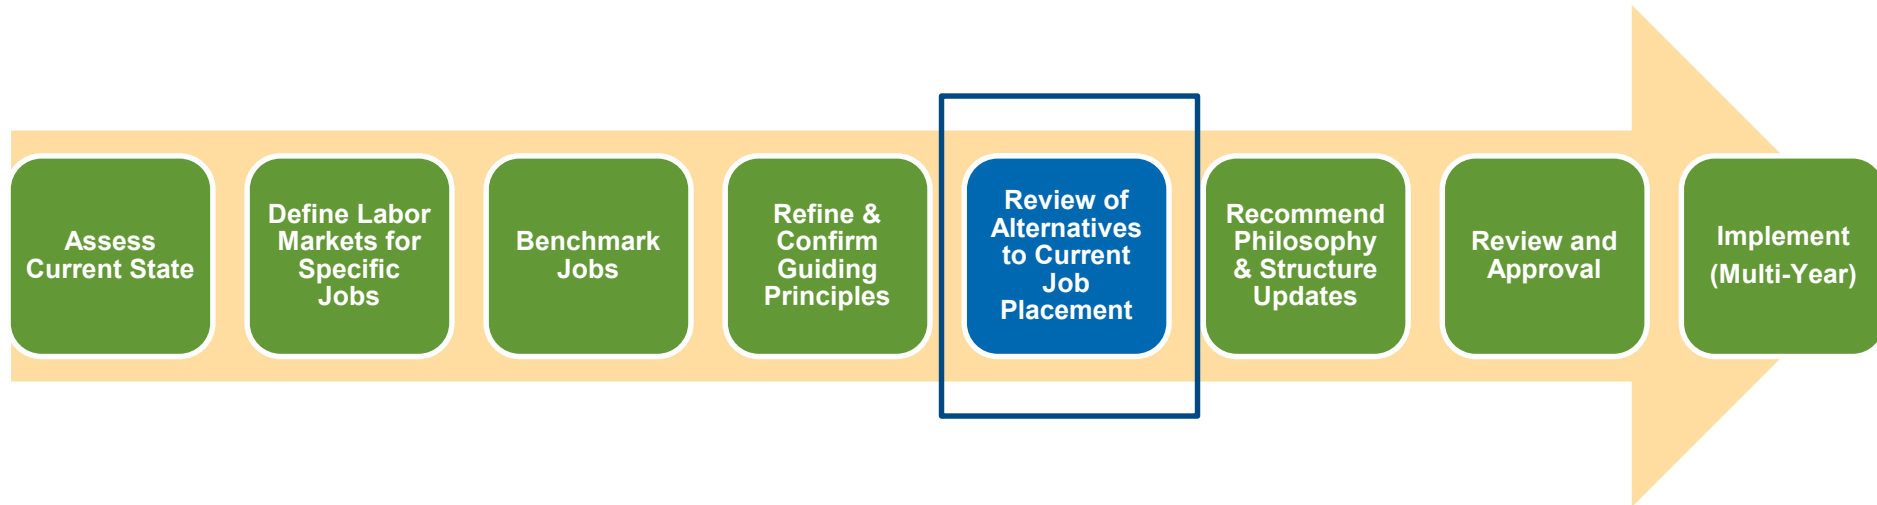 Assess
Current State
Define Labor
Markets for
Specific
Jobs
Benchmark
Jobs
Refine &
Confirm
Guiding
Principles
Review of
Alternatives
to Current
Job
Placement
Recommend
Philosophy
& Structure
Updates
Review and
Approval
Implement
(Multi-Year)